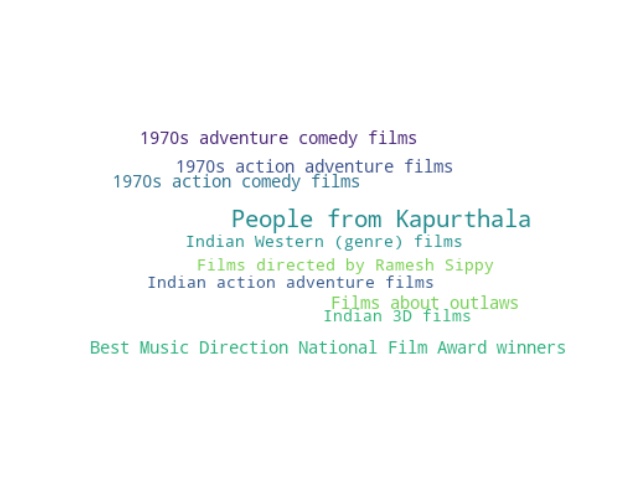 1970s adventure comedy films
1970s action adventure films
1970s action comedy films
People from Kapurthala
Indian Western (genre) films
Films directed by Ramesh Sippy
Indian action adventure films
Films about outlaws
Indian 3D films
Best Music Direction National Film Award winners